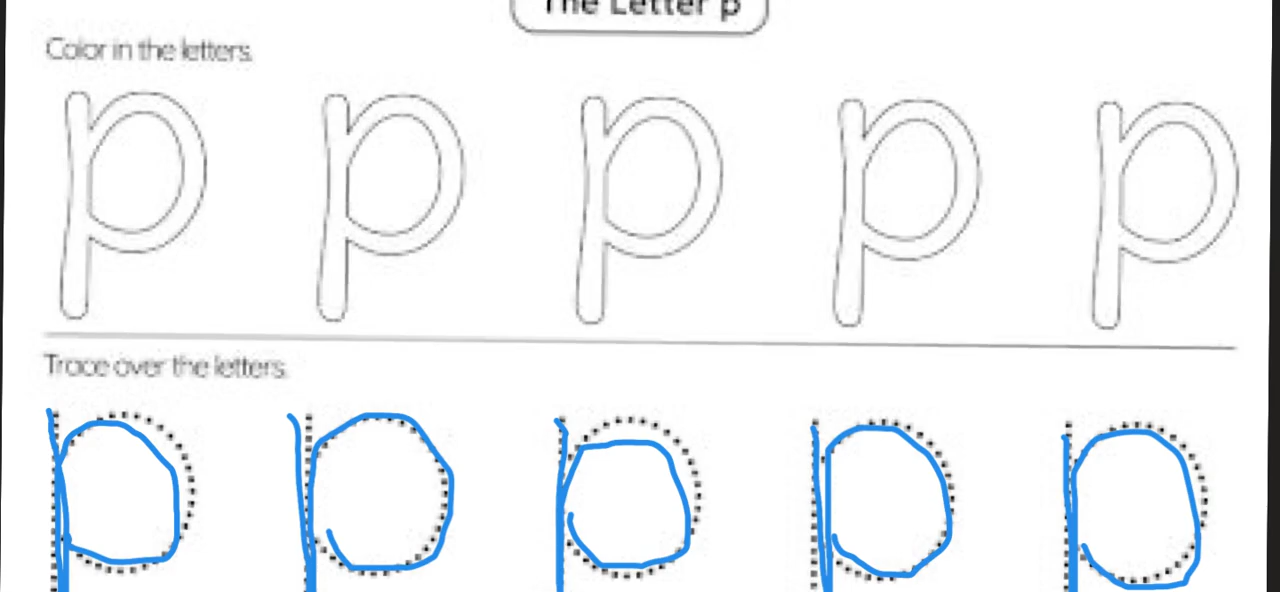 The Letter p
Color in the letters.
p p p p p
Trace over the letters.
p p p p p